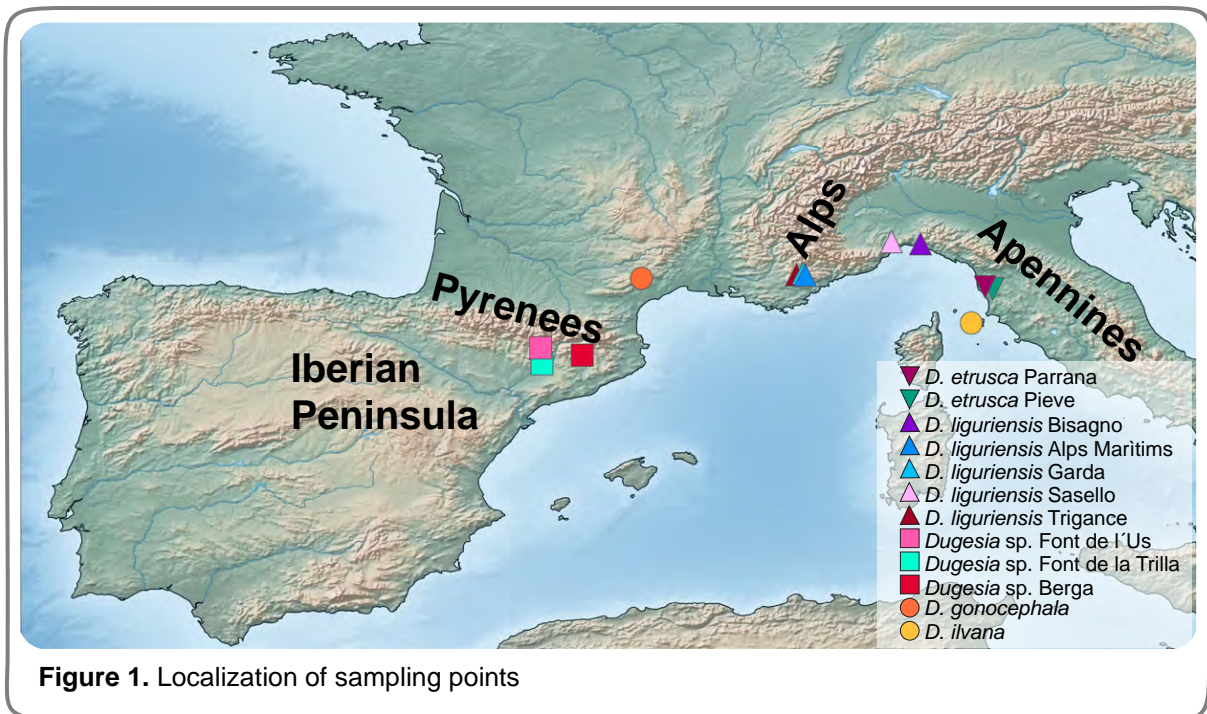 Alps
Apennines
Pyrenees
Iberian
Peninsula
D. etrusca Parrana
D. etrusca Pieve
D. liguriensis Bisagno
D. liguriensis Alps Marìtims
D. liguriensis Garda
D. liguriensis Sasello
D. liguriensis Trigance
Dugesia sp. Font de l´Us
Dugesia sp. Font de la Trilla
Dugesia sp. Berga
D. gonocephala
D. ilvana
Figure 1. Localization of sampling points